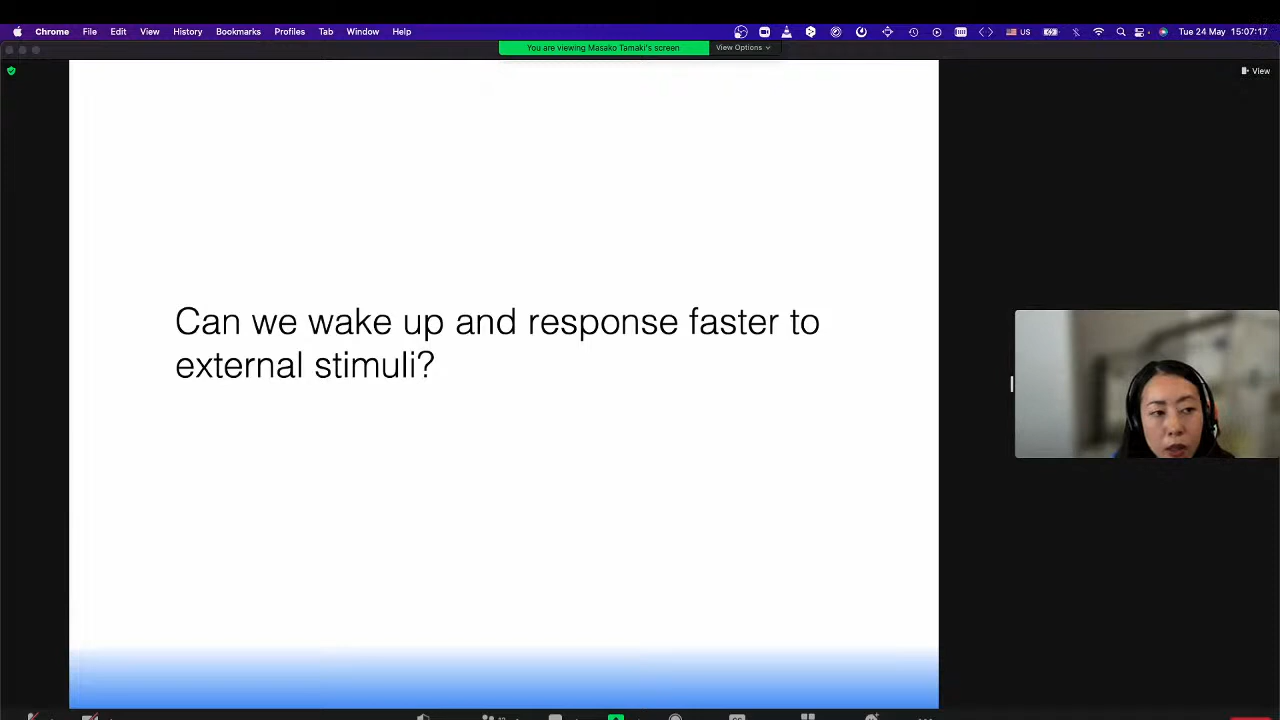 Chrome File Edit View History Bookmarks Profiles Tab Window Help US Tue 24 May 15:07:17
You are viewing Masako Tamaki's screen View Options
View
Can we wake up and response faster to
external stimuli?